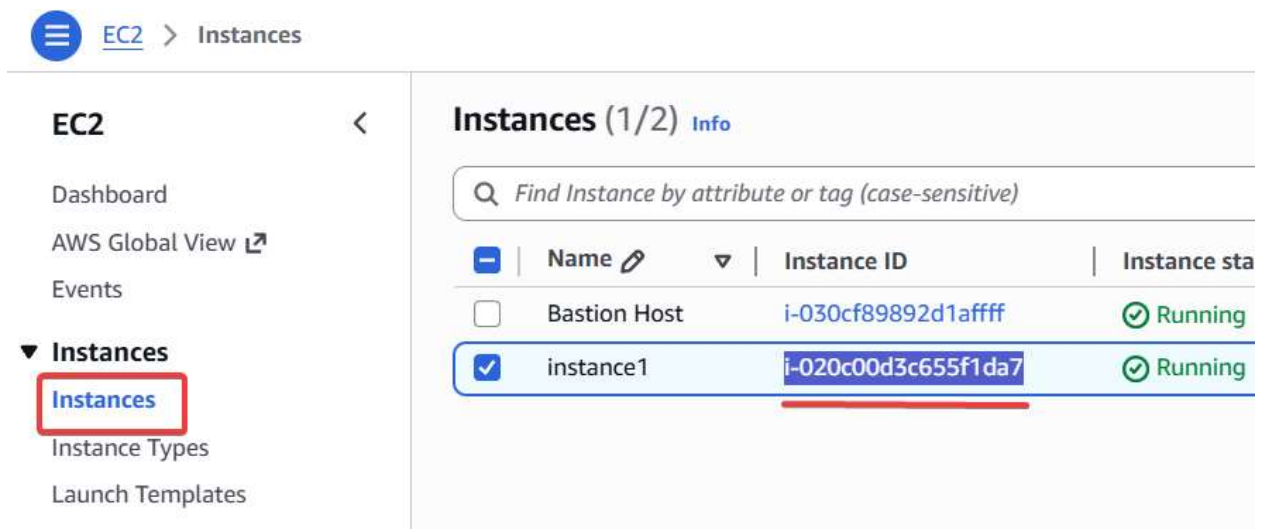 EC2 > Instances
EC2
Dashboard
AWS Global View
Events
Instances
Instances
Instance Types
Launch Templates
Instances (1/2) Info
Find Instance by attribute or tag (case-sensitive)
Name Instance ID Instance sta
Bastion Host i-030cf89892d1affff Running
instance1 i-020c00d3c655f1da7 Running